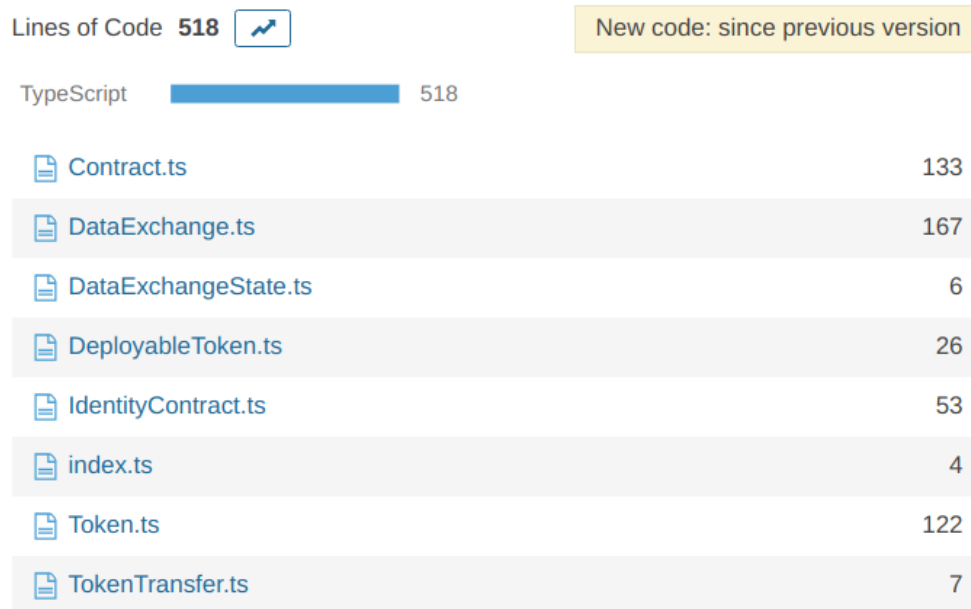 Lines of Code 518
New code: since previous version
TypeScript 518
Contract.ts 133
DataExchange.ts 167
DataExchangeState.ts 6
DeployableToken.ts 26
IdentityContract.ts 53
index.ts 4
Token.ts 122
TokenTransfer.ts 7